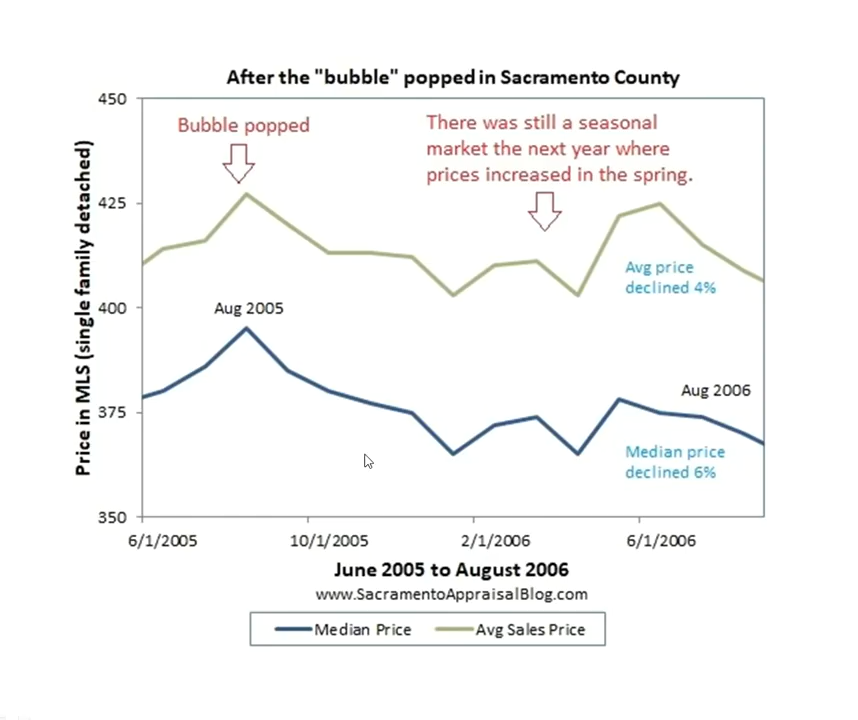 After the "bubble" popped in Sacramento County
Price in MLS (single family detached)
450
425
400
375
350
Bubble popped
There was still a seasonal
market the next year where
prices increased in the spring.
Avg price
declined 4%
Aug 2005
Aug 2006
Median price
declined 6%
6/1/2005
10/1/2005
2/1/2006
6/1/2006
June 2005 to August 2006
www.SacramentoAppraisalBlog.com
Median Price
Avg Sales Price